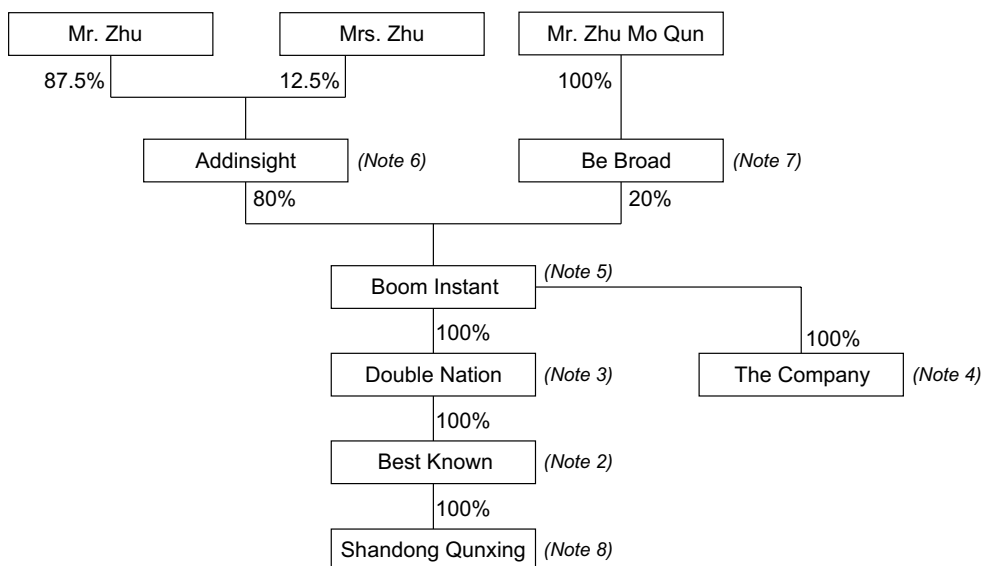 Mr. Zhu
Mrs. Zhu
Mr. Zhu Mo Qun
87.5%
12.5%
100%
Addinsight
(Note 6)
Be Broad
(Note 7)
80%
20%
Boom Instant
(Note 5)
100%
100%
Double Nation
(Note 3)
The Company
(Note 4)
100%
Best Known
(Note 2)
100%
Shandong Qunxing
(Note 8)